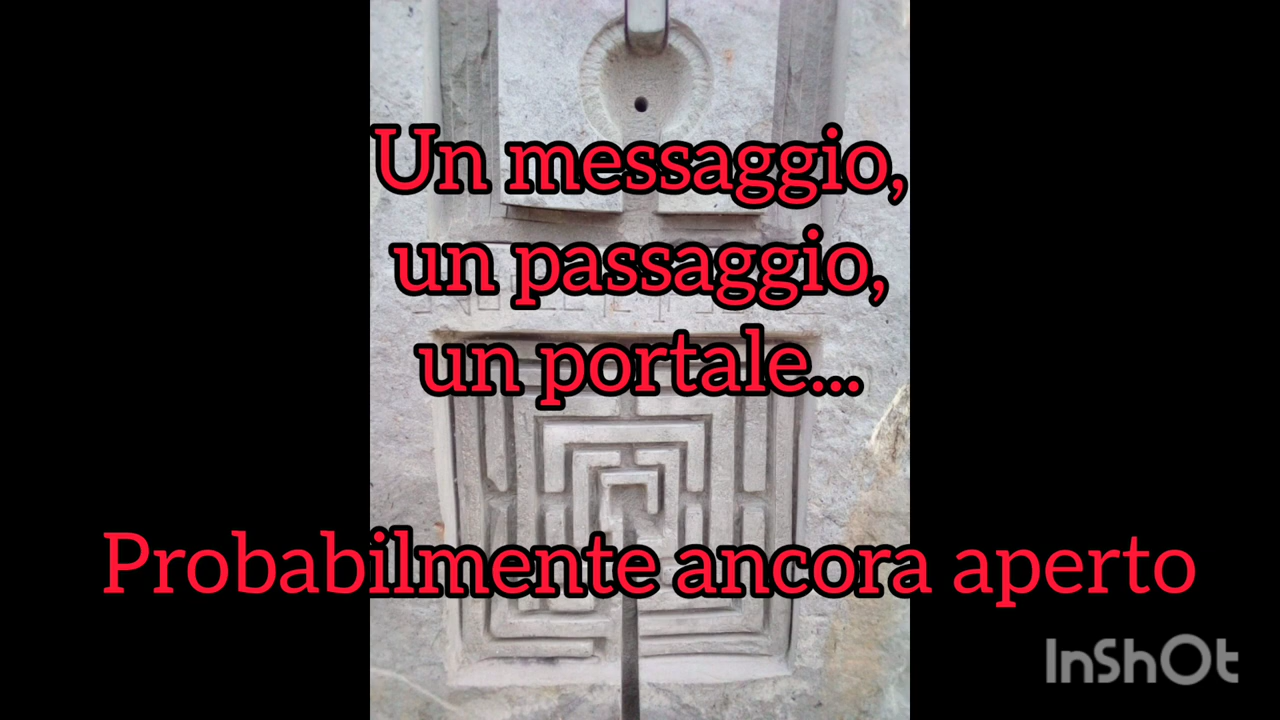 Un messaggio,
un passaggio,
un portale...
Probabilmente ancora aperto
InShOt